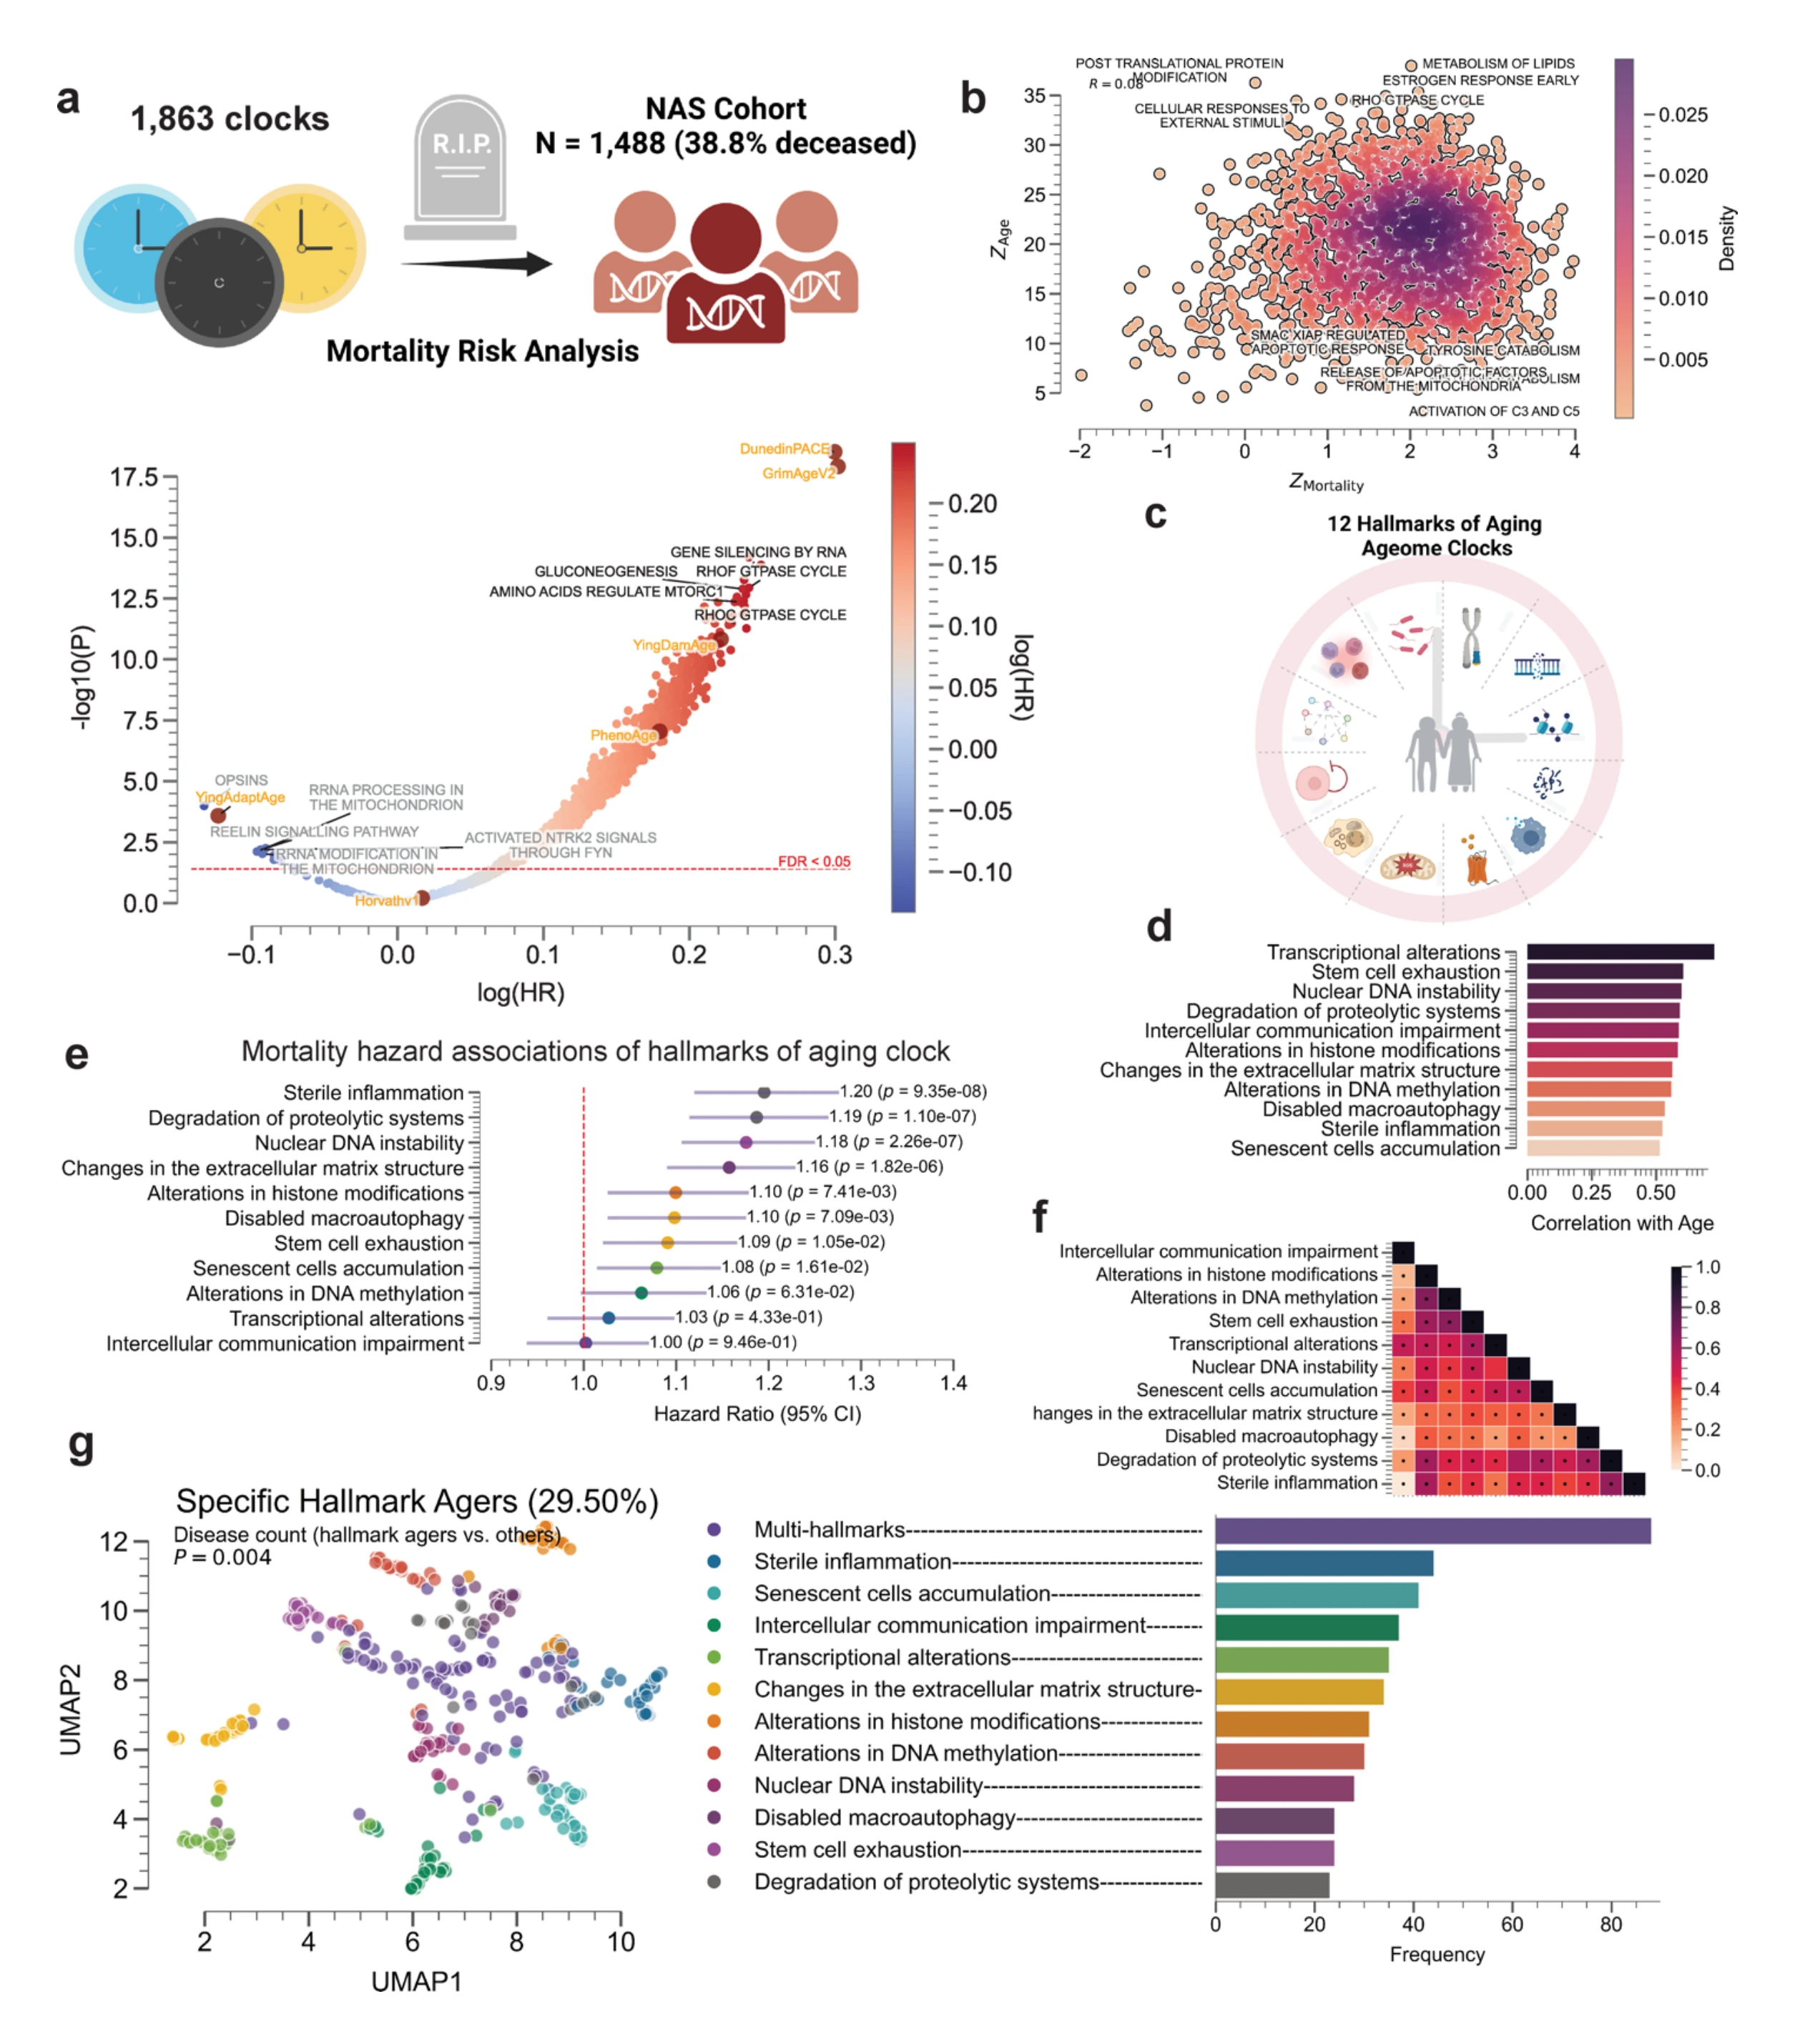 a
1,863 clocks
R.I.P.
NAS Cohort
N = 1,488 (38.8% deceased)
Mortality Risk Analysis
17.5
15.0
12.5
10.0
7.5
5.0
2.5
0.0
-log10(P)
DunedinPACE
GrimAgeV2
GENE SILENCING BY RNA
GLUCONEOGENESIS
RHOF GTPASE CYCLE
AMINO ACIDS REGULATE MTORC1
RHOC GTPASE CYCLE
YingDamAge
PhenoAge
OPSINS
YingAdaptAge
RRNA PROCESSING IN
THE MITOCHONDRION
REELIN SIGNALLING PATHWAY
ACTIVATED NTRK2 SIGNALS
THROUGH FYN
RRNA MODIFICATION IN
THE MITOCHONDRION
FDR < 0.05
Horvathv1
−0.1
0.0
0.1
0.2
0.3
log(HR)
0.20
0.15
0.10
0.05
0.00
−0.05
−0.10
log(HR)
b
POST TRANSLATIONAL PROTEIN
MODIFICATION
R = 0.08
METABOLISM OF LIPIDS
ESTROGEN RESPONSE EARLY
RHO GTPASE CYCLE
CELLULAR RESPONSES TO
EXTERNAL STIMULI
35
30
25
20
15
10
5
ZAge
SMAC XIAP REGULATED
APOPTOTIC RESPONSE
TYROSINE CATABOLISM
RELEASE OF APOPTOTIC FACTORS
FROM THE MITOCHONDRIA
ACTIVATION OF C3 AND C5
−2
−1
0
1
2
3
4
ZMortality
0.025
0.020
0.015
0.010
0.005
Density
c
12 Hallmarks of Aging
Ageome Clocks
d
Transcriptional alterations
Stem cell exhaustion
Nuclear DNA instability
Degradation of proteolytic systems
Intercellular communication impairment
Alterations in histone modifications
Changes in the extracellular matrix structure
Alterations in DNA methylation
Disabled macroautophagy
Sterile inflammation
Senescent cells accumulation
0.00
0.25
0.50
Correlation with Age
e
Mortality hazard associations of hallmarks of aging clock
Sterile inflammation 1.20 (p = 9.35e-08)
Degradation of proteolytic systems 1.19 (p = 1.10e-07)
Nuclear DNA instability 1.18 (p = 2.26e-07)
Changes in the extracellular matrix structure 1.16 (p = 1.82e-06)
Alterations in histone modifications 1.10 (p = 7.41e-03)
Disabled macroautophagy 1.10 (p = 7.09e-03)
Stem cell exhaustion 1.09 (p = 1.05e-02)
Senescent cells accumulation 1.08 (p = 1.61e-02)
Alterations in DNA methylation 1.06 (p = 6.31e-02)
Transcriptional alterations 1.03 (p = 4.33e-01)
Intercellular communication impairment 1.00 (p = 9.46e-01)
0.9
1.0
1.1
1.2
1.3
1.4
Hazard Ratio (95% CI)
f
Intercellular communication impairment
Alterations in histone modifications
Alterations in DNA methylation
Stem cell exhaustion
Transcriptional alterations
Nuclear DNA instability
Senescent cells accumulation
hanges in the extracellular matrix structure
Disabled macroautophagy
Degradation of proteolytic systems
Sterile inflammation
1.0
0.8
0.6
0.4
0.2
0.0
g
Specific Hallmark Agers (29.50%)
Disease count (hallmark agers vs. others)
P = 0.004
12
10
8
6
4
2
UMAP2
2
4
6
8
10
UMAP1
Multi-hallmarks
Sterile inflammation
Senescent cells accumulation
Intercellular communication impairment
Transcriptional alterations
Changes in the extracellular matrix structure
Alterations in histone modifications
Alterations in DNA methylation
Nuclear DNA instability
Disabled macroautophagy
Stem cell exhaustion
Degradation of proteolytic systems
0
20
40
60
80
Frequency